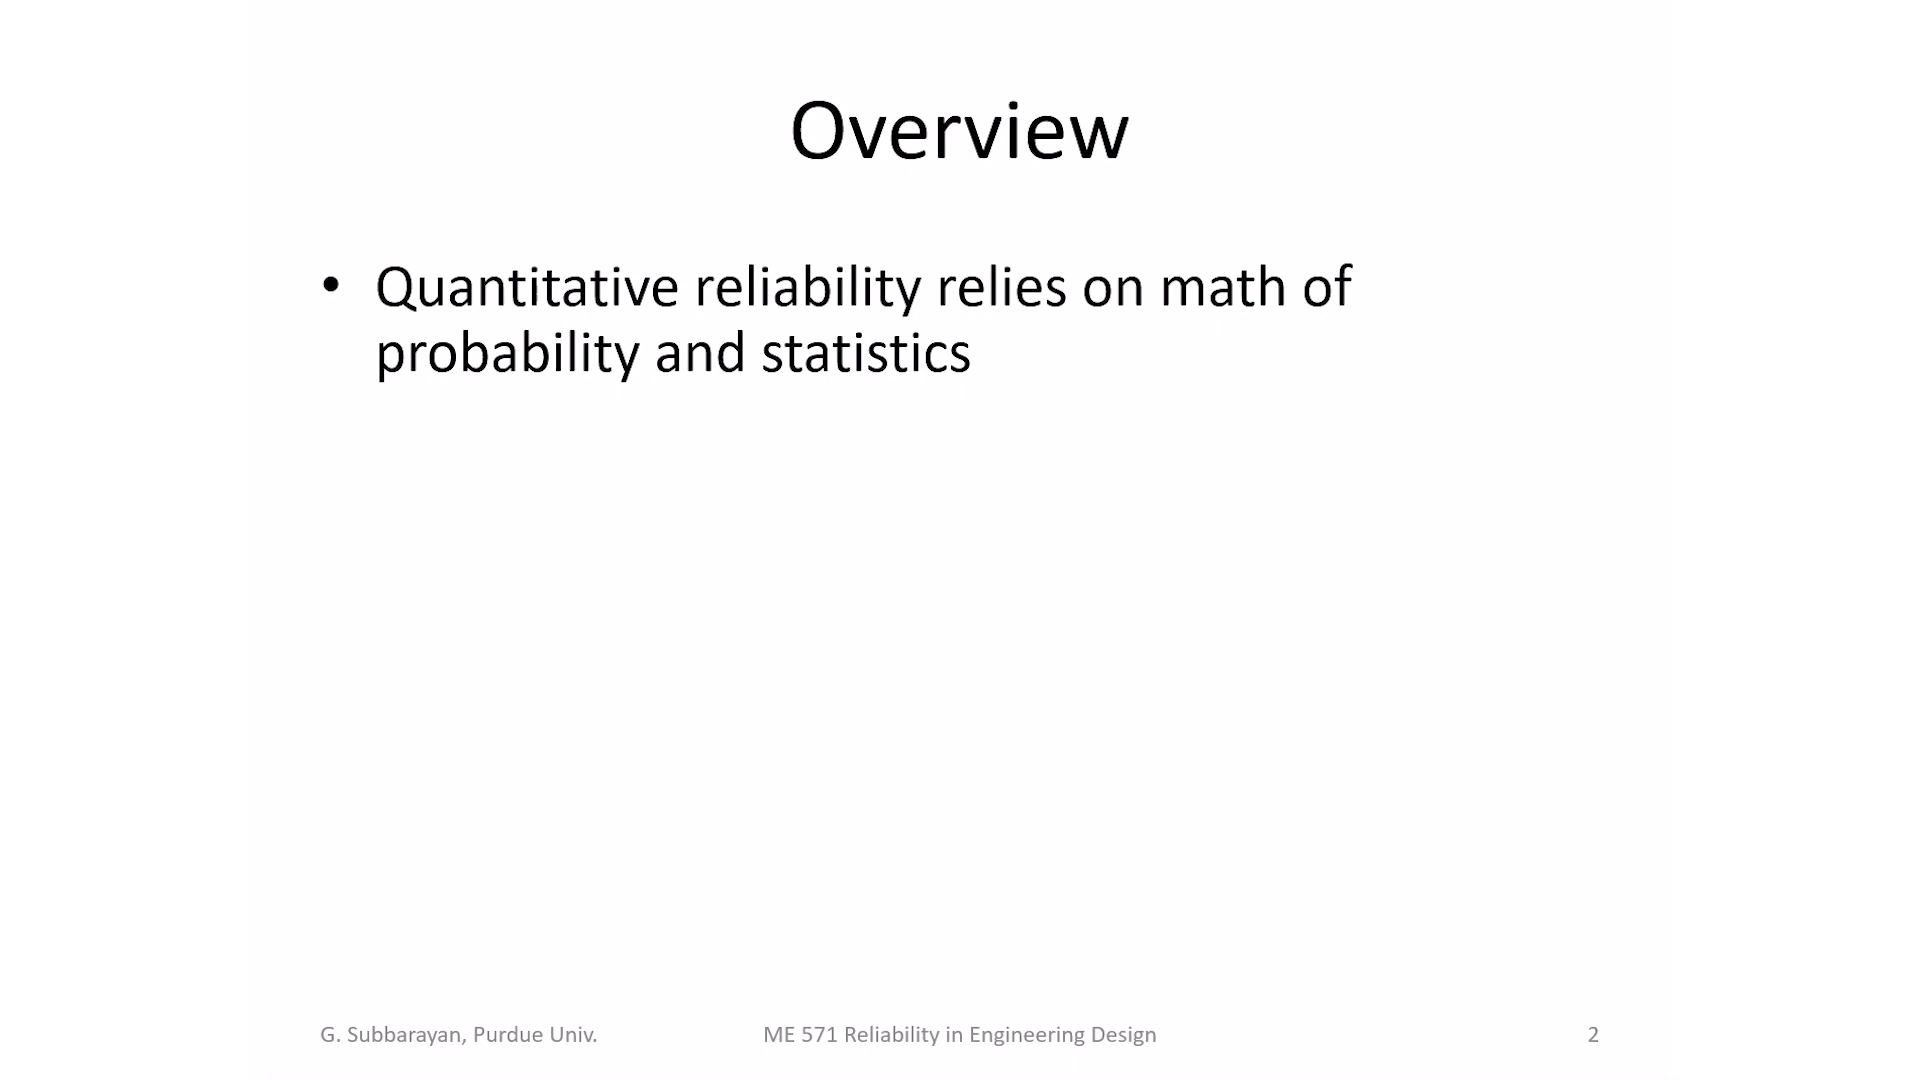 Overview
• Quantitative reliability relies on math of
probability and statistics
G. Subbarayan, Purdue Univ.
ME 571 Reliability in Engineering Design
2